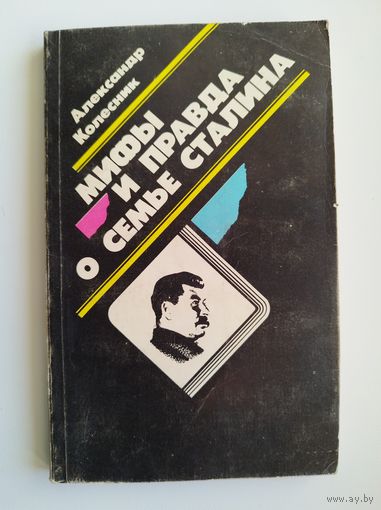 Александр
Колесник
МИФЫ
И ПРАВДА
О СЕМЬЕ СТАЛИНА
www.ay.by